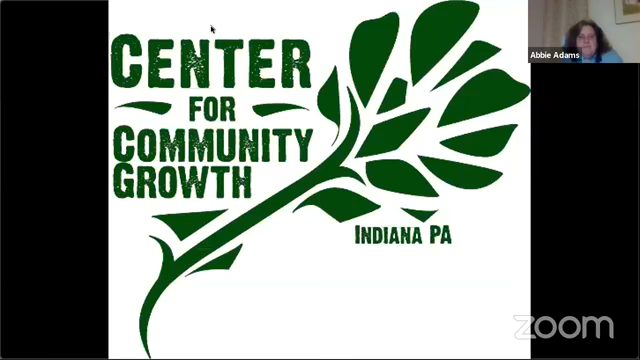 CENTER
FOR
COMMUNITY
GROWTH
INDIANA PA
Abbie Adams
zoom